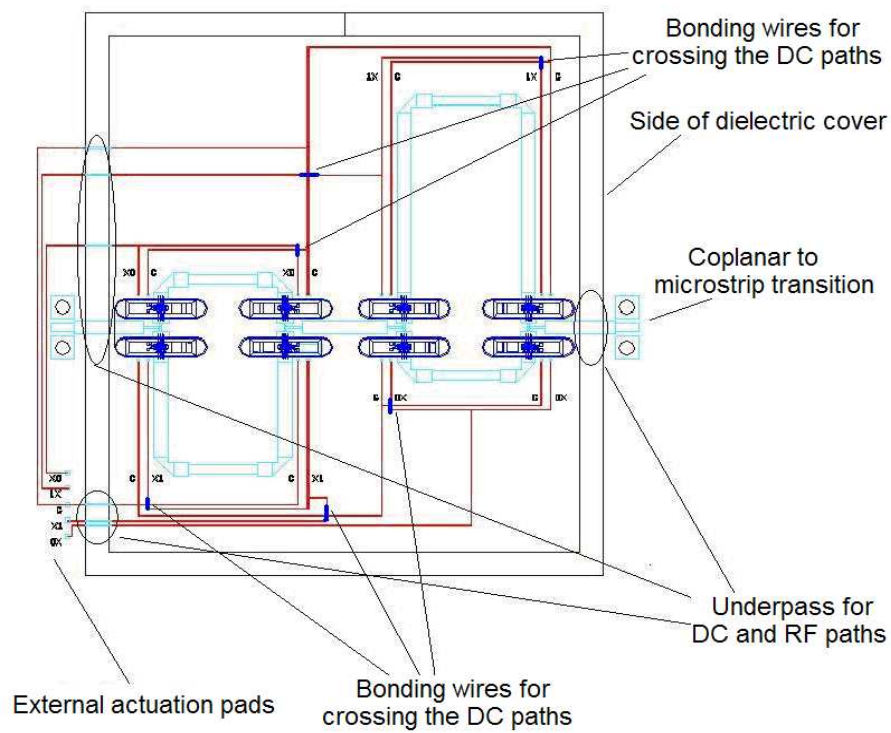 Bonding wires for
crossing the DC paths
1X G 1X G
Side of dielectric cover
X0 G X0 G
Coplanar to
microstrip transition
G 0X G 0X
X0
1X
G
X1
0X
G X1 G X1
Underpass for
DC and RF paths
External actuation pads
Bonding wires for
crossing the DC paths